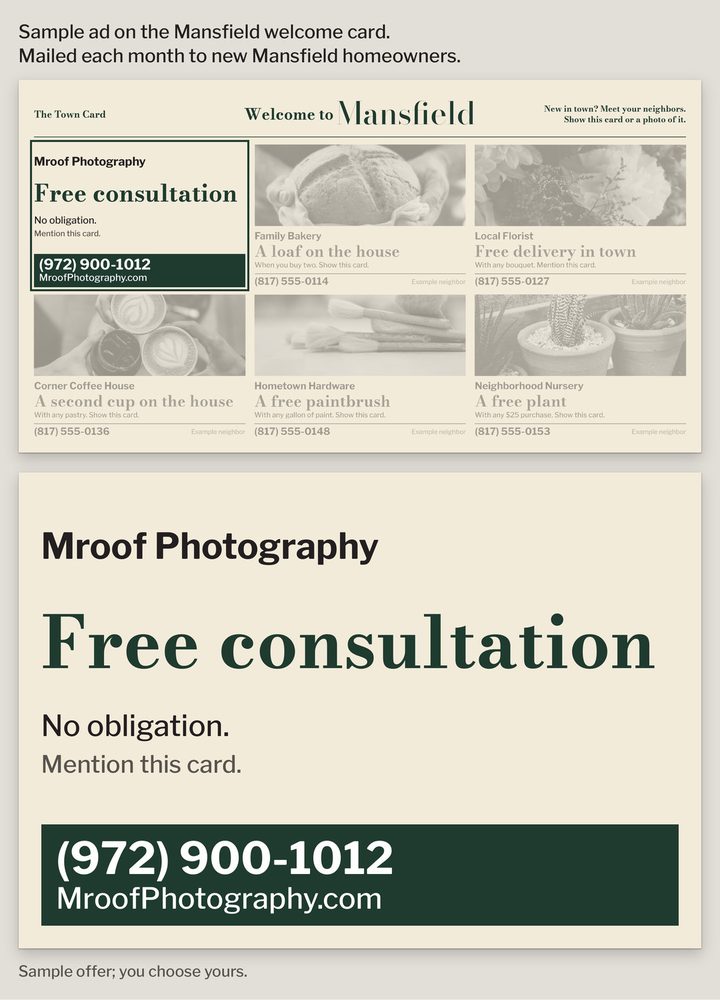 Sample ad on the Mansfield welcome card.
Mailed each month to new Mansfield homeowners.
The Town Card
Welcome to Mansfield
New in town? Meet your neighbors.
Show this card or a photo of it.
Mroof Photography
Free consultation
No obligation.
Mention this card.
(972) 900-1012
MroofPhotography.com
Family Bakery
A loaf on the house
When you buy two. Show this card.
(817) 555-0114
Example neighbor
Local Florist
Free delivery in town
With any bouquet. Mention this card.
(817) 555-0127
Example neighbor
Corner Coffee House
A second cup on the house
With any pastry. Show this card.
(817) 555-0136
Example neighbor
Hometown Hardware
A free paintbrush
With any gallon of paint. Show this card.
(817) 555-0148
Example neighbor
Neighborhood Nursery
A free plant
With any $25 purchase. Show this card.
(817) 555-0153
Example neighbor
Mroof Photography
Free consultation
No obligation.
Mention this card.
(972) 900-1012
MroofPhotography.com
Sample offer; you choose yours.